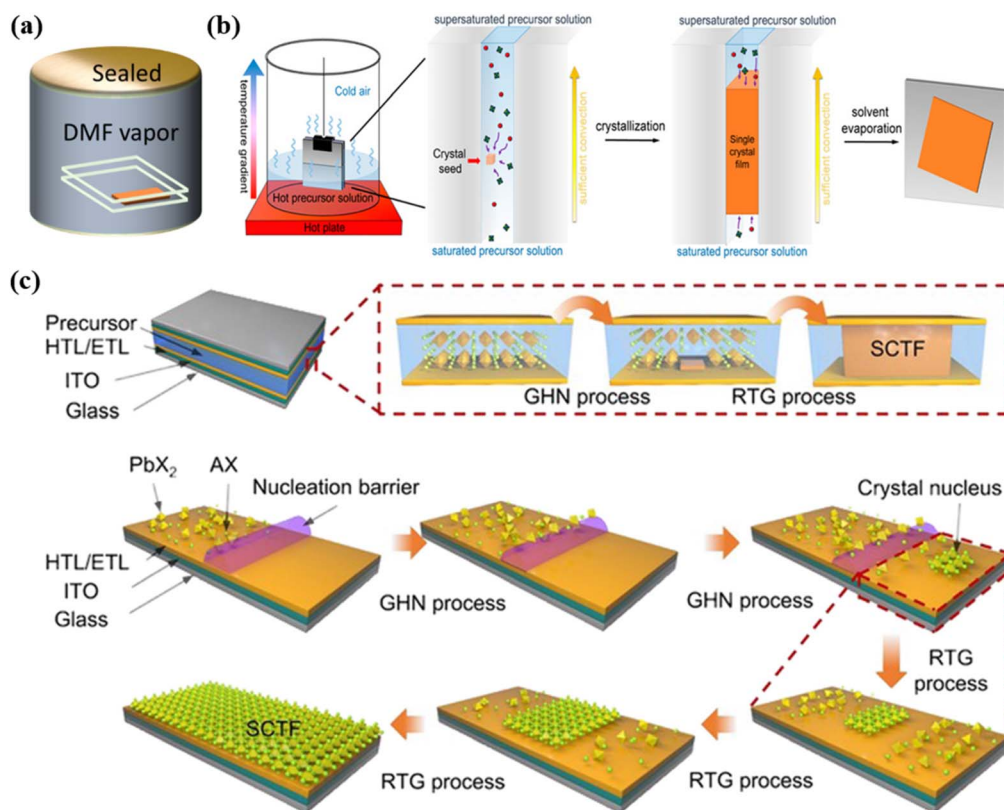 (a)
Sealed
DMF vapor
(b)
temperature gradient
Cold air
Hot precursor solution
Hot plate
supersaturated precursor solution
Crystal
seed
sufficient convection
saturated precursor solution
crystallization
supersaturated precursor solution
Single
crystal
film
sufficient convection
saturated precursor solution
solvent
evaporation
(c)
Precursor
HTL/ETL
ITO
Glass
SCTF
GHN process
RTG process
PbX₂
AX
Nucleation barrier
Crystal nucleus
HTL/ETL
ITO
Glass
GHN process
GHN process
RTG
process
SCTF
RTG process
RTG process